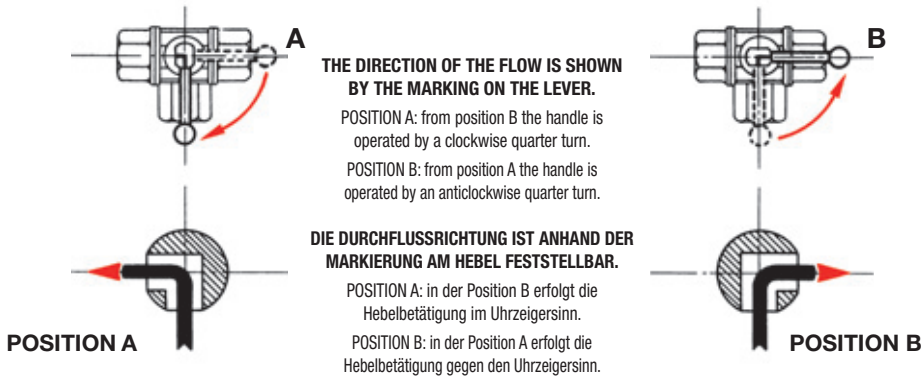 A
B
THE DIRECTION OF THE FLOW IS SHOWN
BY THE MARKING ON THE LEVER.
POSITION A: from position B the handle is
operated by a clockwise quarter turn.
POSITION B: from position A the handle is
operated by an anticlockwise quarter turn.
DIE DURCHFLUSSRICHTUNG IST ANHAND DER
MARKIERUNG AM HEBEL FESTSTELLBAR.
POSITION A: in der Position B erfolgt die
Hebelbetätigung im Uhrzeigersinn.
POSITION B: in der Position A erfolgt die
Hebelbetätigung gegen den Uhrzeigersinn.
POSITION A
POSITION B